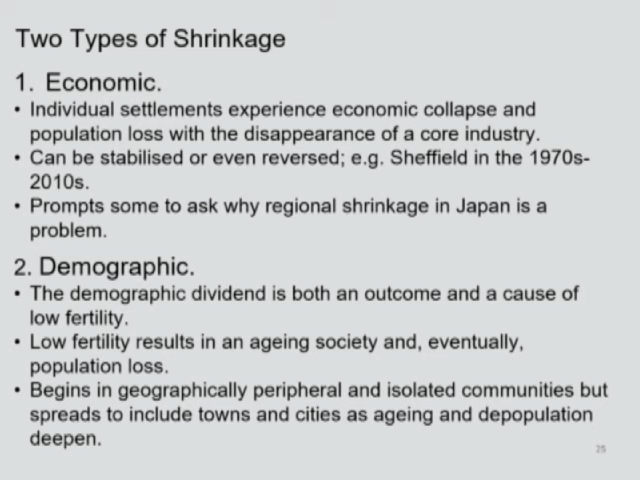 Two Types of Shrinkage
1. Economic.
• Individual settlements experience economic collapse and
population loss with the disappearance of a core industry.
• Can be stabilised or even reversed; e.g. Sheffield in the 1970s-
2010s.
• Prompts some to ask why regional shrinkage in Japan is a
problem.
2. Demographic.
• The demographic dividend is both an outcome and a cause of
low fertility.
• Low fertility results in an ageing society and, eventually,
population loss.
• Begins in geographically peripheral and isolated communities but
spreads to include towns and cities as ageing and depopulation
deepen.
25